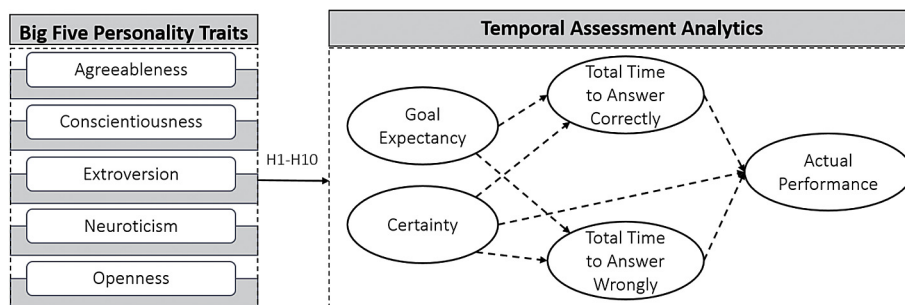 Big Five Personality Traits
Agreeableness
Conscientiousness
Extroversion
Neuroticism
Openness
H1-H10
Temporal Assessment Analytics
Goal
Expectancy
Certainty
Total Time
to Answer
Correctly
Total Time
to Answer
Wrongly
Actual
Performance